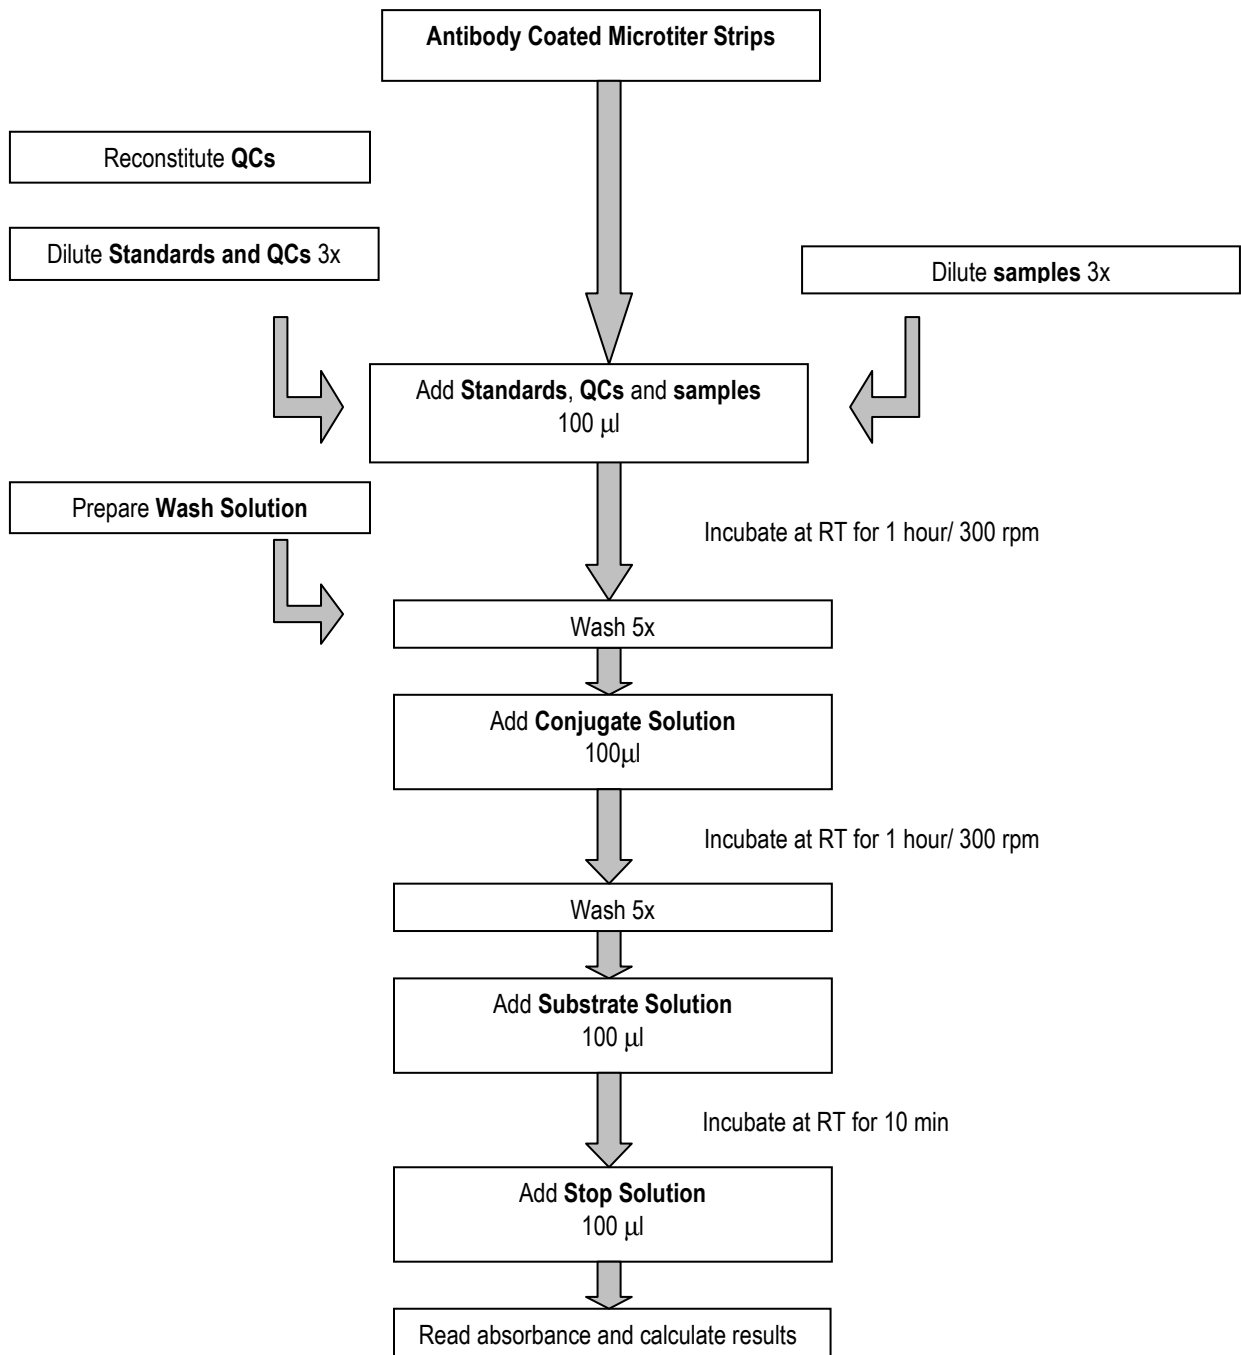 Antibody Coated Microtiter Strips
Reconstitute QCs
Dilute Standards and QCs 3x
Dilute samples 3x
Add Standards, QCs and samples
100 µl
Prepare Wash Solution
Incubate at RT for 1 hour/ 300 rpm
Wash 5x
Add Conjugate Solution
100µl
Incubate at RT for 1 hour/ 300 rpm
Wash 5x
Add Substrate Solution
100 µl
Incubate at RT for 10 min
Add Stop Solution
100 µl
Read absorbance and calculate results